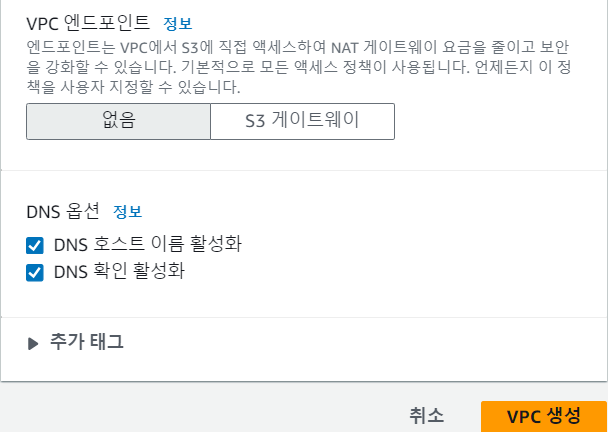 VPC 엔드포인트 정보
엔드포인트는 VPC에서 S3에 직접 액세스하여 NAT 게이트웨이 요금을 줄이고 보안
을 강화할 수 있습니다. 기본적으로 모든 액세스 정책이 사용됩니다. 언제든지 이 정
책을 사용자 지정할 수 있습니다.
없음 S3 게이트웨이
DNS 옵션 정보
DNS 호스트 이름 활성화
DNS 확인 활성화
추가 태그
취소 VPC 생성